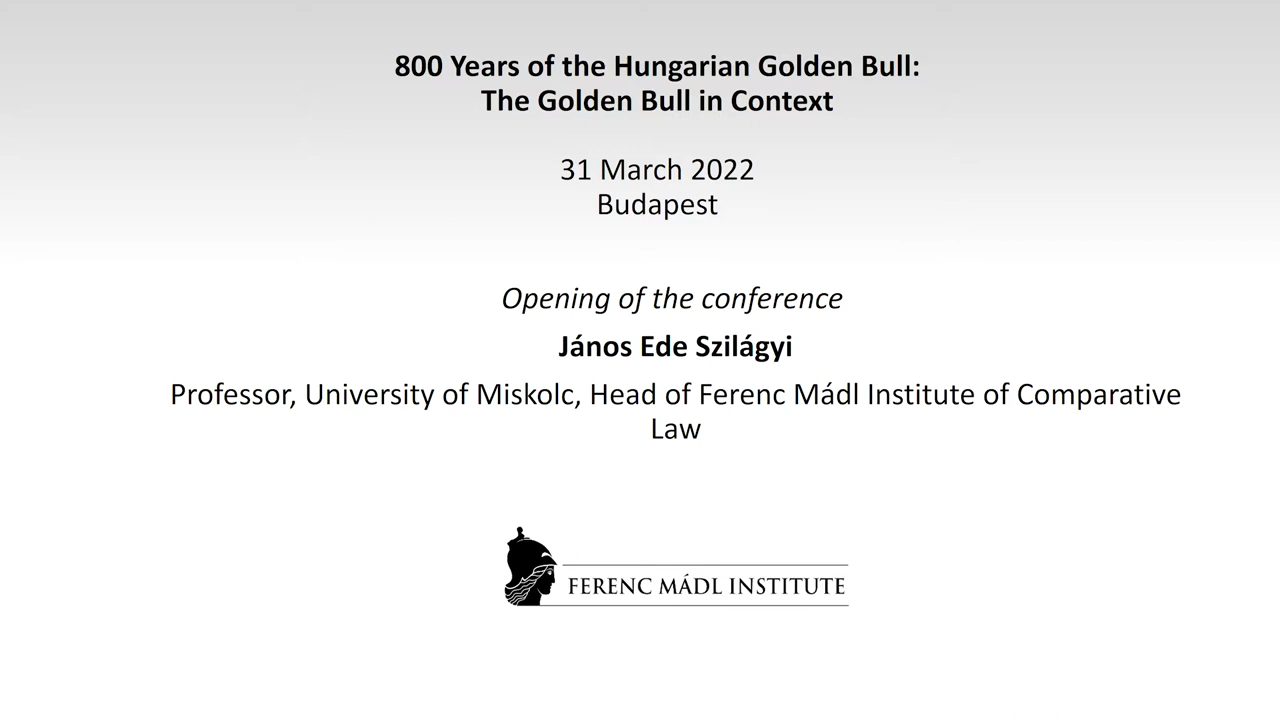 800 Years of the Hungarian Golden Bull:
The Golden Bull in Context
31 March 2022
Budapest
Opening of the conference
János Ede Szilágyi
Professor, University of Miskolc, Head of Ferenc Mádl Institute of Comparative
Law
FERENC MÁDL INSTITUTE